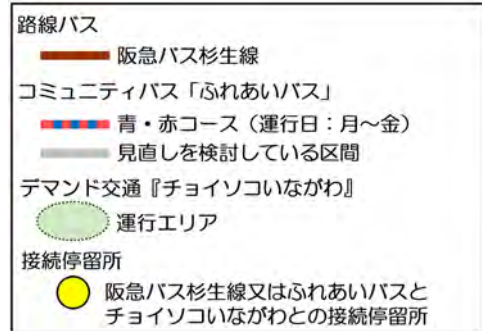 路線バス
阪急バス杉生線
コミュニティバス「ふれあいバス」
青・赤コース（運行日：月～金）
見直しを検討している区間
デマンド交通『チョイソコいながわ』
運行エリア
接続停留所
阪急バス杉生線又はふれあいバスと
チョイソコいながわとの接続停留所